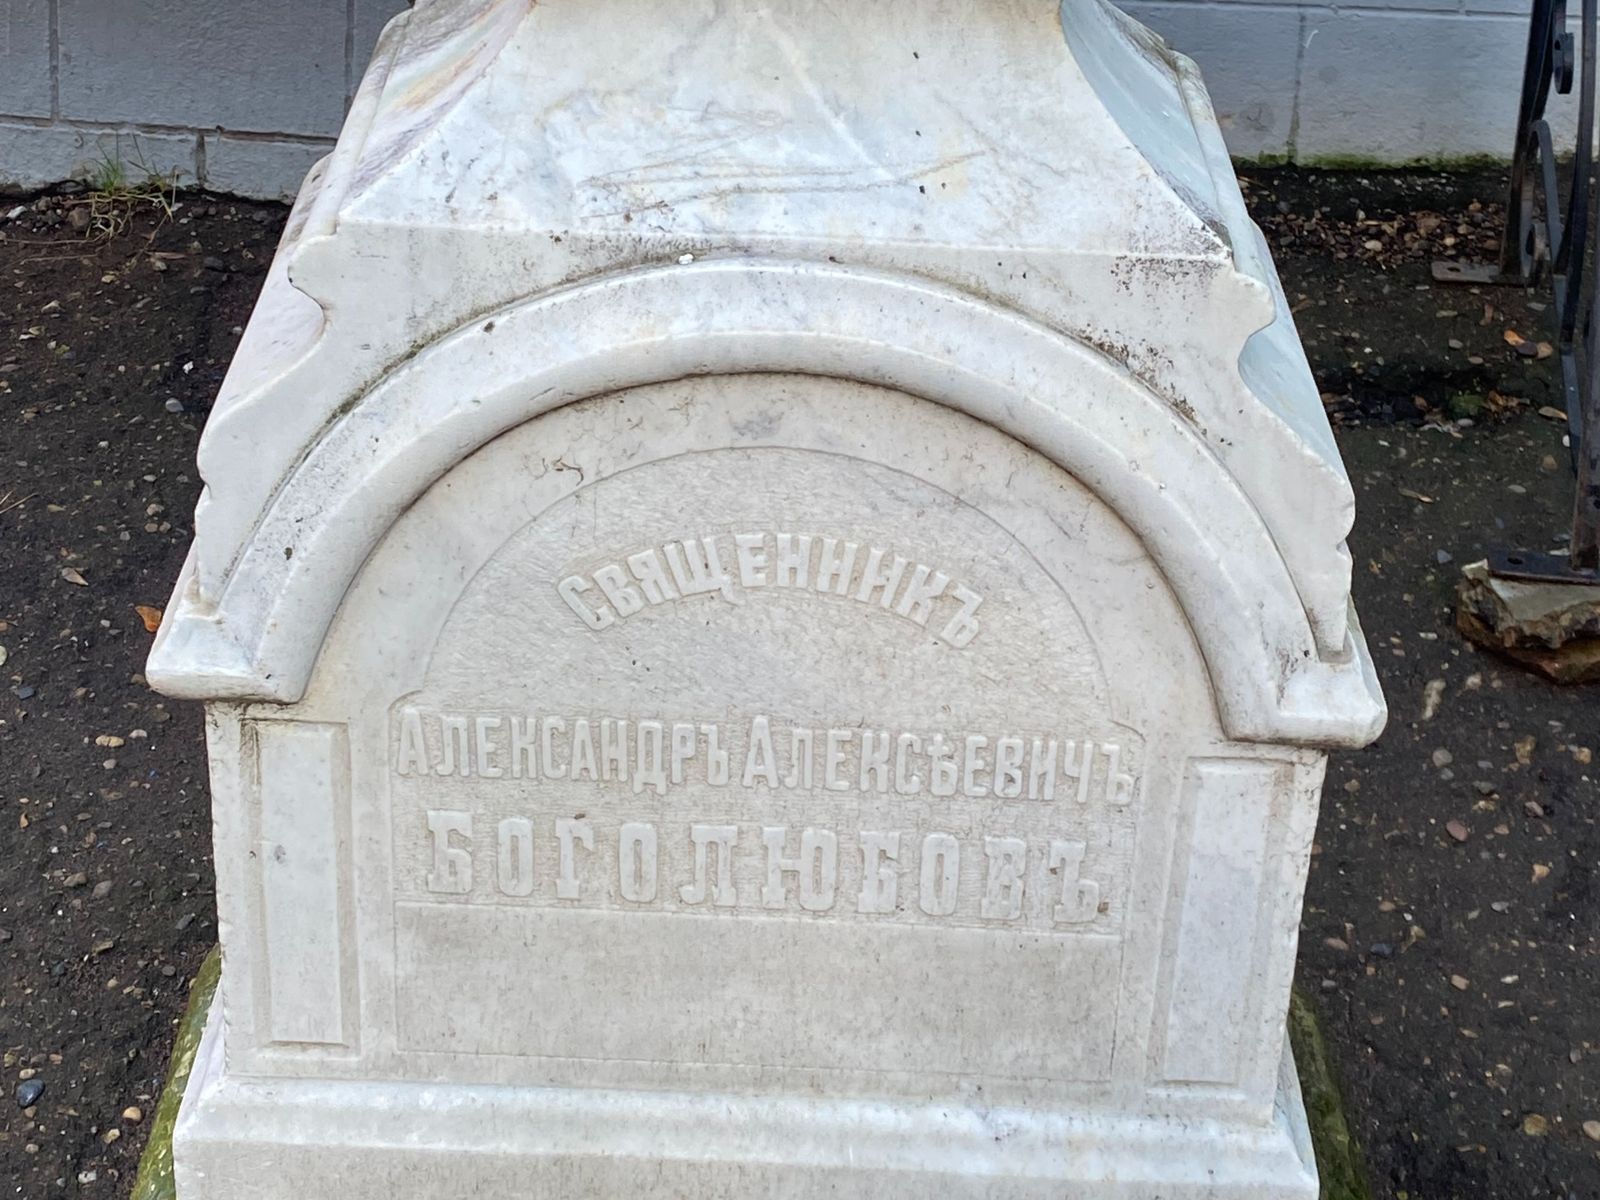 Священникъ
Александръ Алексѣевичъ
Боголюбовъ